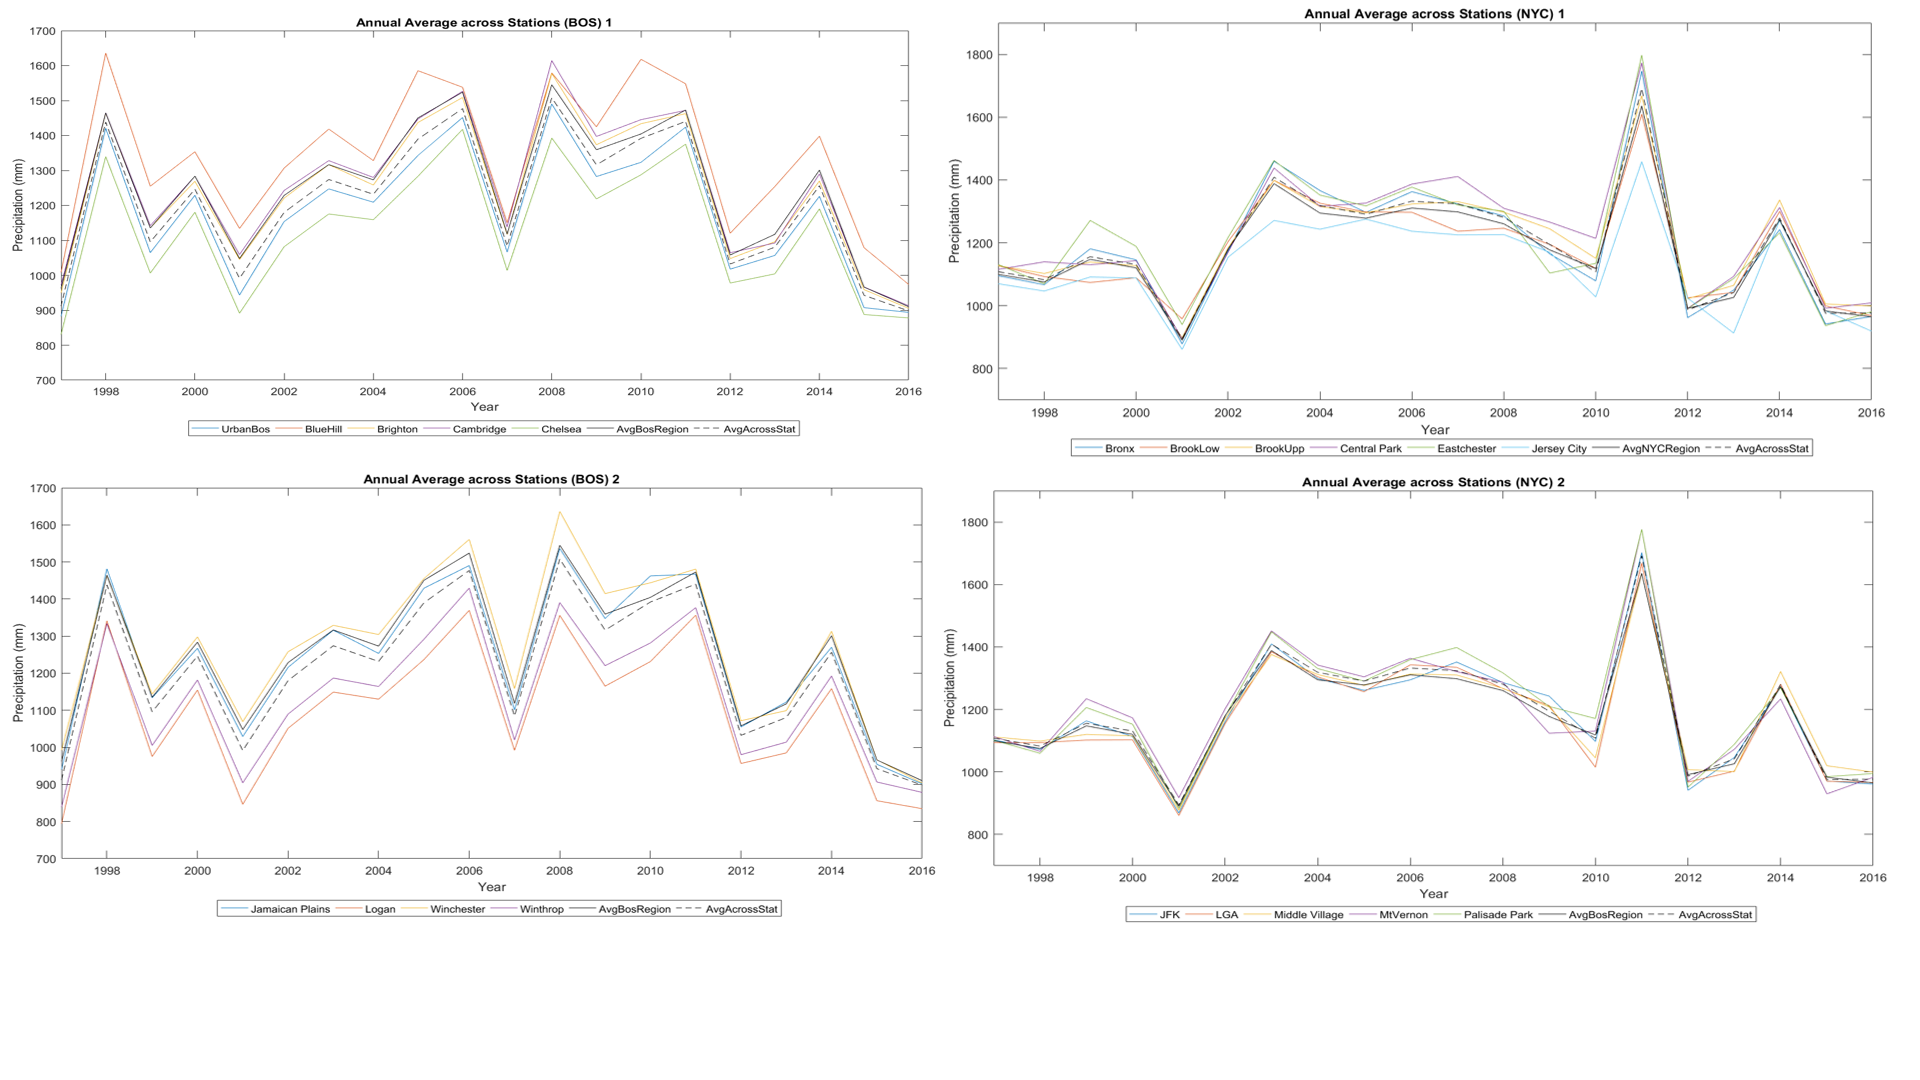 Annual Average across Stations (BOS) 1
1700
1600
1500
1400
1300
1200
1100
1000
900
800
700
Precipitation (mm)
1998 2000 2002 2004 2006 2008 2010 2012 2014 2016
Year
UrbanBos BlueHill Brighton Cambridge Chelsea AvgBosRegion AvgAcrossStat
Annual Average across Stations (NYC) 1
1800
1600
1400
1200
1000
800
Precipitation (mm)
1998 2000 2002 2004 2006 2008 2010 2012 2014 2016
Year
Bronx BrookLow BrookUpp Central Park Eastchester Jersey City AvgNYCRegion AvgAcrossStat
Annual Average across Stations (BOS) 2
1700
1600
1500
1400
1300
1200
1100
1000
900
800
700
Precipitation (mm)
1998 2000 2002 2004 2006 2008 2010 2012 2014 2016
Year
Jamaican Plains Logan Winchester Winthrop AvgBosRegion AvgAcrossStat
Annual Average across Stations (NYC) 2
1800
1600
1400
1200
1000
800
Precipitation (mm)
1998 2000 2002 2004 2006 2008 2010 2012 2014 2016
Year
JFK LGA Middle Village MtVernon Palisade Park AvgBosRegion AvgAcrossStat